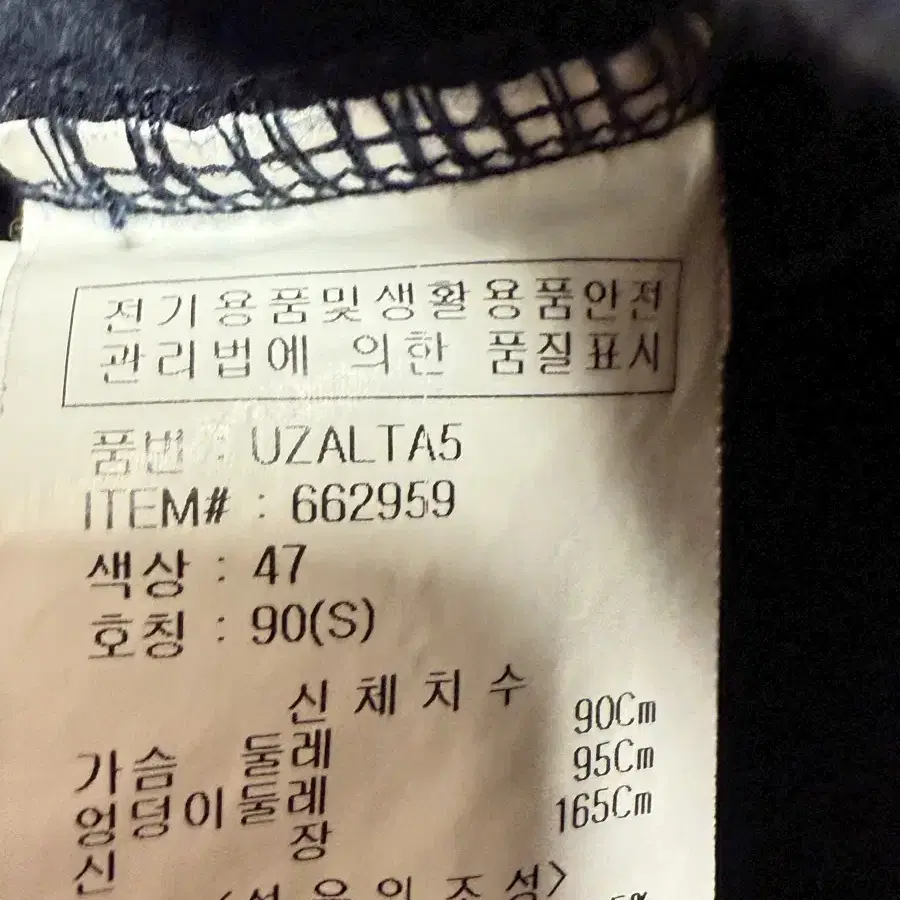 전기용품및생활용품안전
관리법에 의한 품질표시
품번 : UZALTA5
ITEM# : 662959
색상 : 47
호칭 : 90(S)
신체치수
가슴둘레 90Cm
엉덩이둘레 95Cm
신장 165Cm